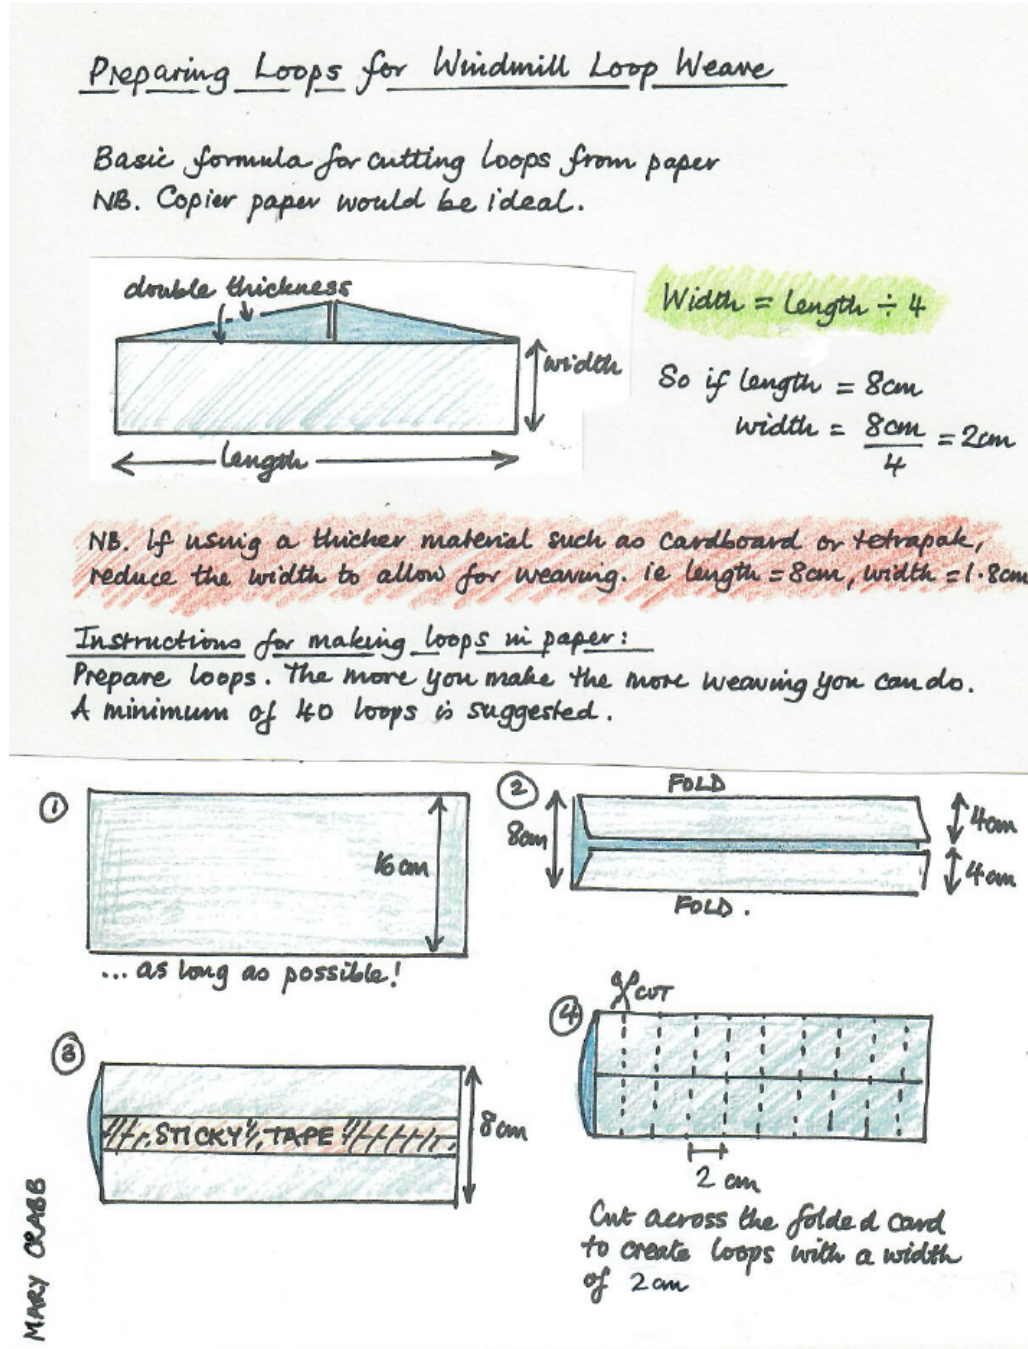 Preparing Loops for Windmill Loop Weave
Basic formula for cutting loops from paper
NB. Copier paper would be ideal.
double thickness
width
length
Width = length ÷ 4
So if length = 8cm
width = 8cm/4 = 2cm
NB. If using a thicker material such as cardboard or tetrapak,
reduce the width to allow for weaving. ie length = 8cm, width = 1.8cm
Instructions for making loops in paper:
Prepare loops. The more you make the more weaving you can do.
A minimum of 40 loops is suggested.
1
16cm
... as long as possible!
2
FOLD
8cm
4cm
4cm
FOLD.
3
STICKY TAPE
8cm
4
CUT
2 cm
Cut across the folded card
to create loops with a width
of 2cm
MARY CRABB